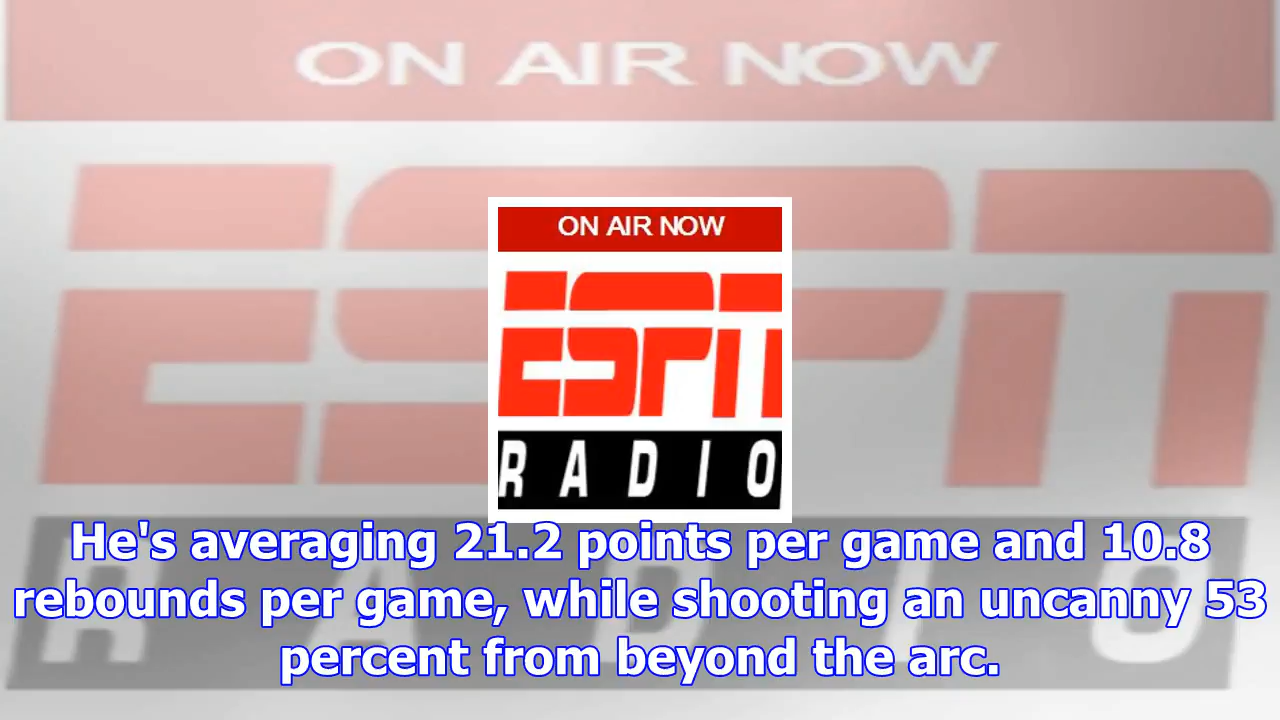 ON AIR NOW
ESPN
ON AIR NOW
ESPN
RADIO
RADIO
He's averaging 21.2 points per game and 10.8
rebounds per game, while shooting an uncanny 53
percent from beyond the arc.